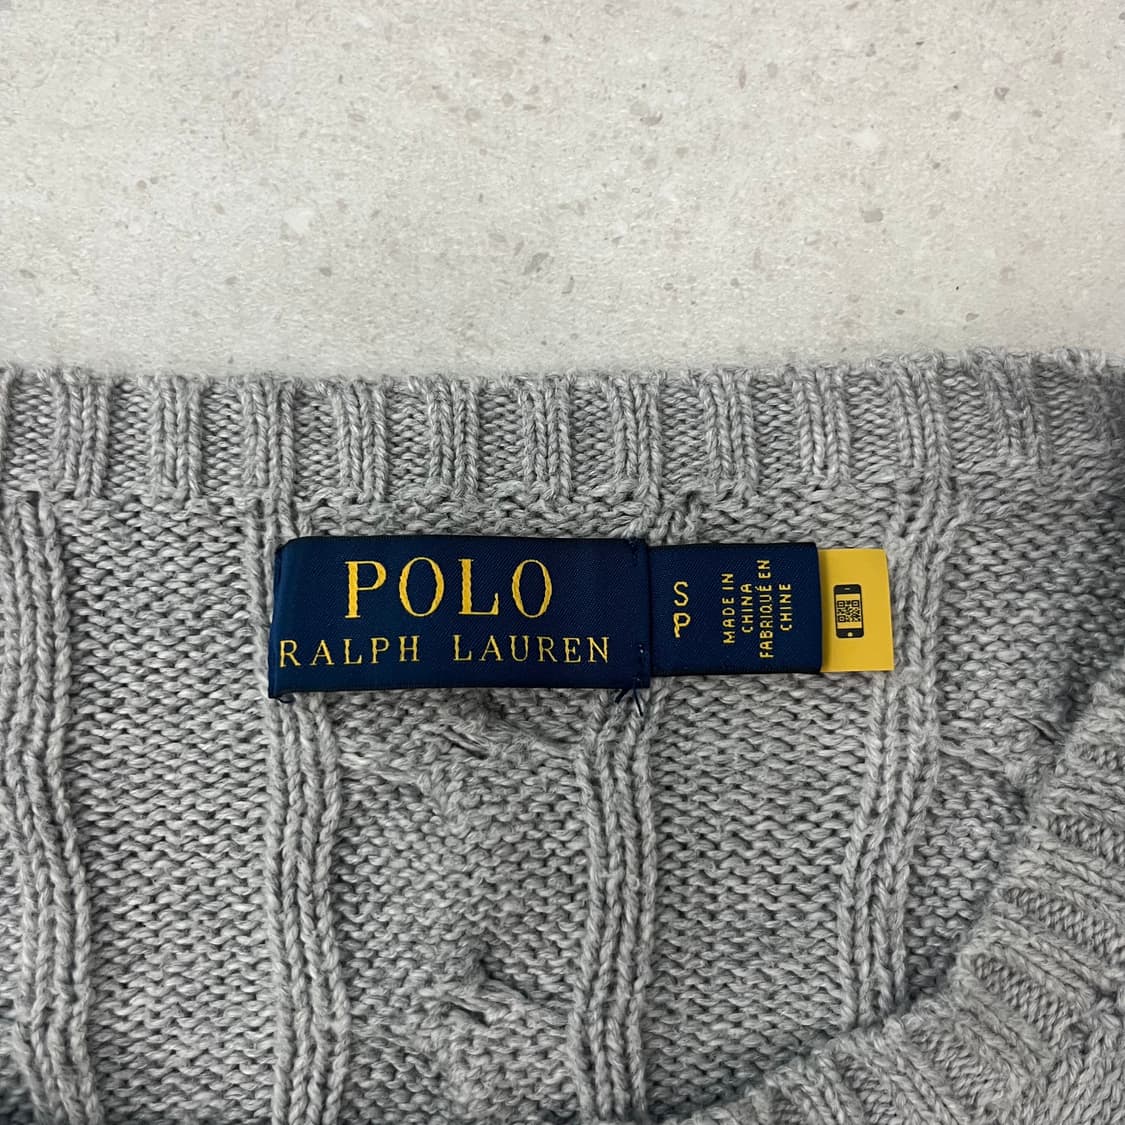 POLO
RALPH LAUREN
S
P
MADE IN
CHINA
FABRIQUÉ EN
CHINE